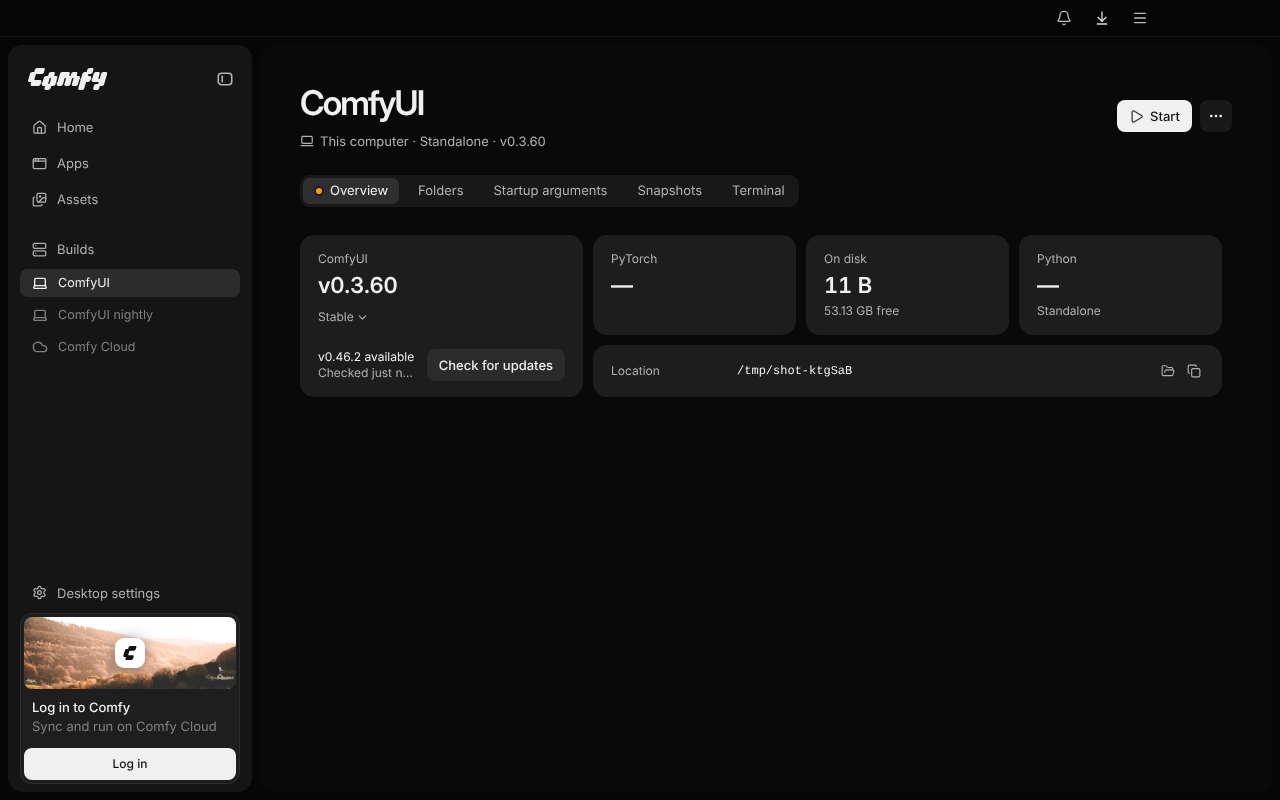 Comfy
Home
Apps
Assets
Builds
ComfyUI
ComfyUI nightly
Comfy Cloud
Desktop settings
Log in to Comfy
Sync and run on Comfy Cloud
Log in
ComfyUI
This computer · Standalone · v0.3.60
Start
Overview
Folders
Startup arguments
Snapshots
Terminal
ComfyUI
v0.3.60
Stable
v0.46.2 available
Checked just n...
Check for updates
PyTorch
—
On disk
11 B
53.13 GB free
Python
—
Standalone
Location
/tmp/shot-ktgSaB